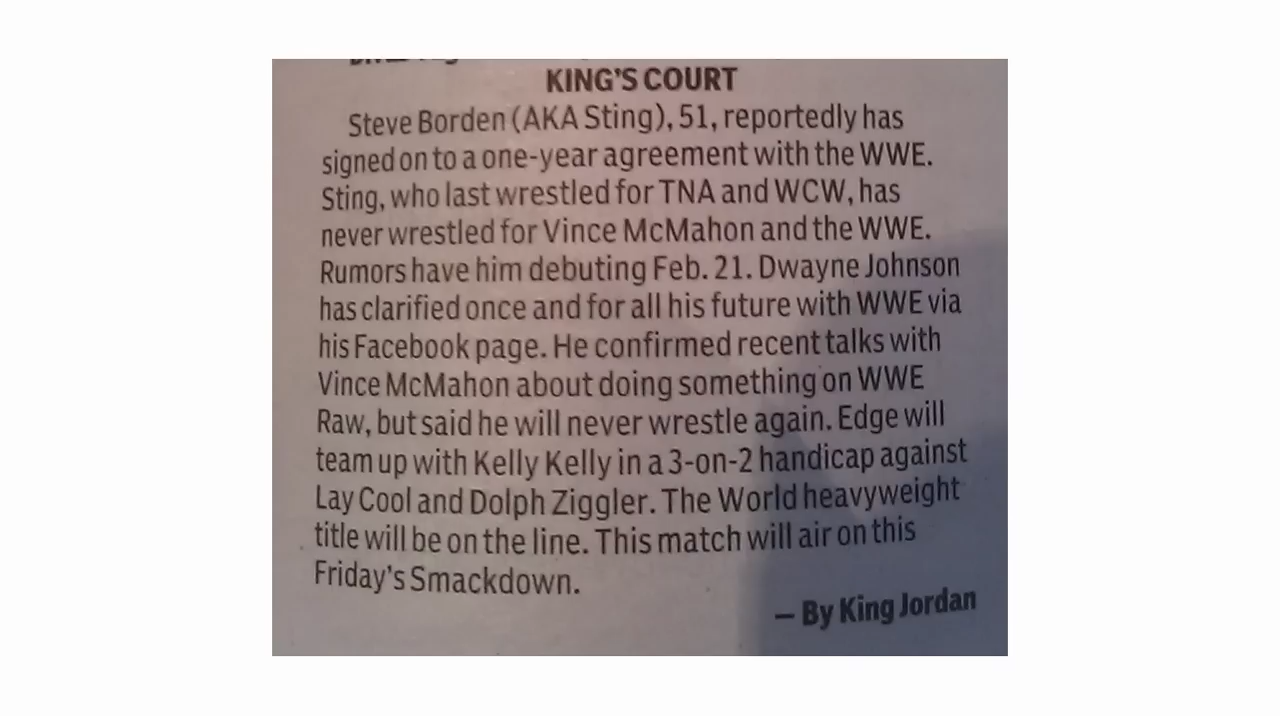 KING'S COURT
Steve Borden (AKA Sting), 51, reportedly has
signed on to a one-year agreement with the WWE.
Sting, who last wrestled for TNA and WCW, has
never wrestled for Vince McMahon and the WWE.
Rumors have him debuting Feb. 21. Dwayne Johnson
has clarified once and for all his future with WWE via
his Facebook page. He confirmed recent talks with
Vince McMahon about doing something on WWE
Raw, but said he will never wrestle again. Edge will
team up with Kelly Kelly in a 3-on-2 handicap against
Lay Cool and Dolph Ziggler. The World heavyweight
title will be on the line. This match will air on this
Friday's Smackdown.
— By King Jordan